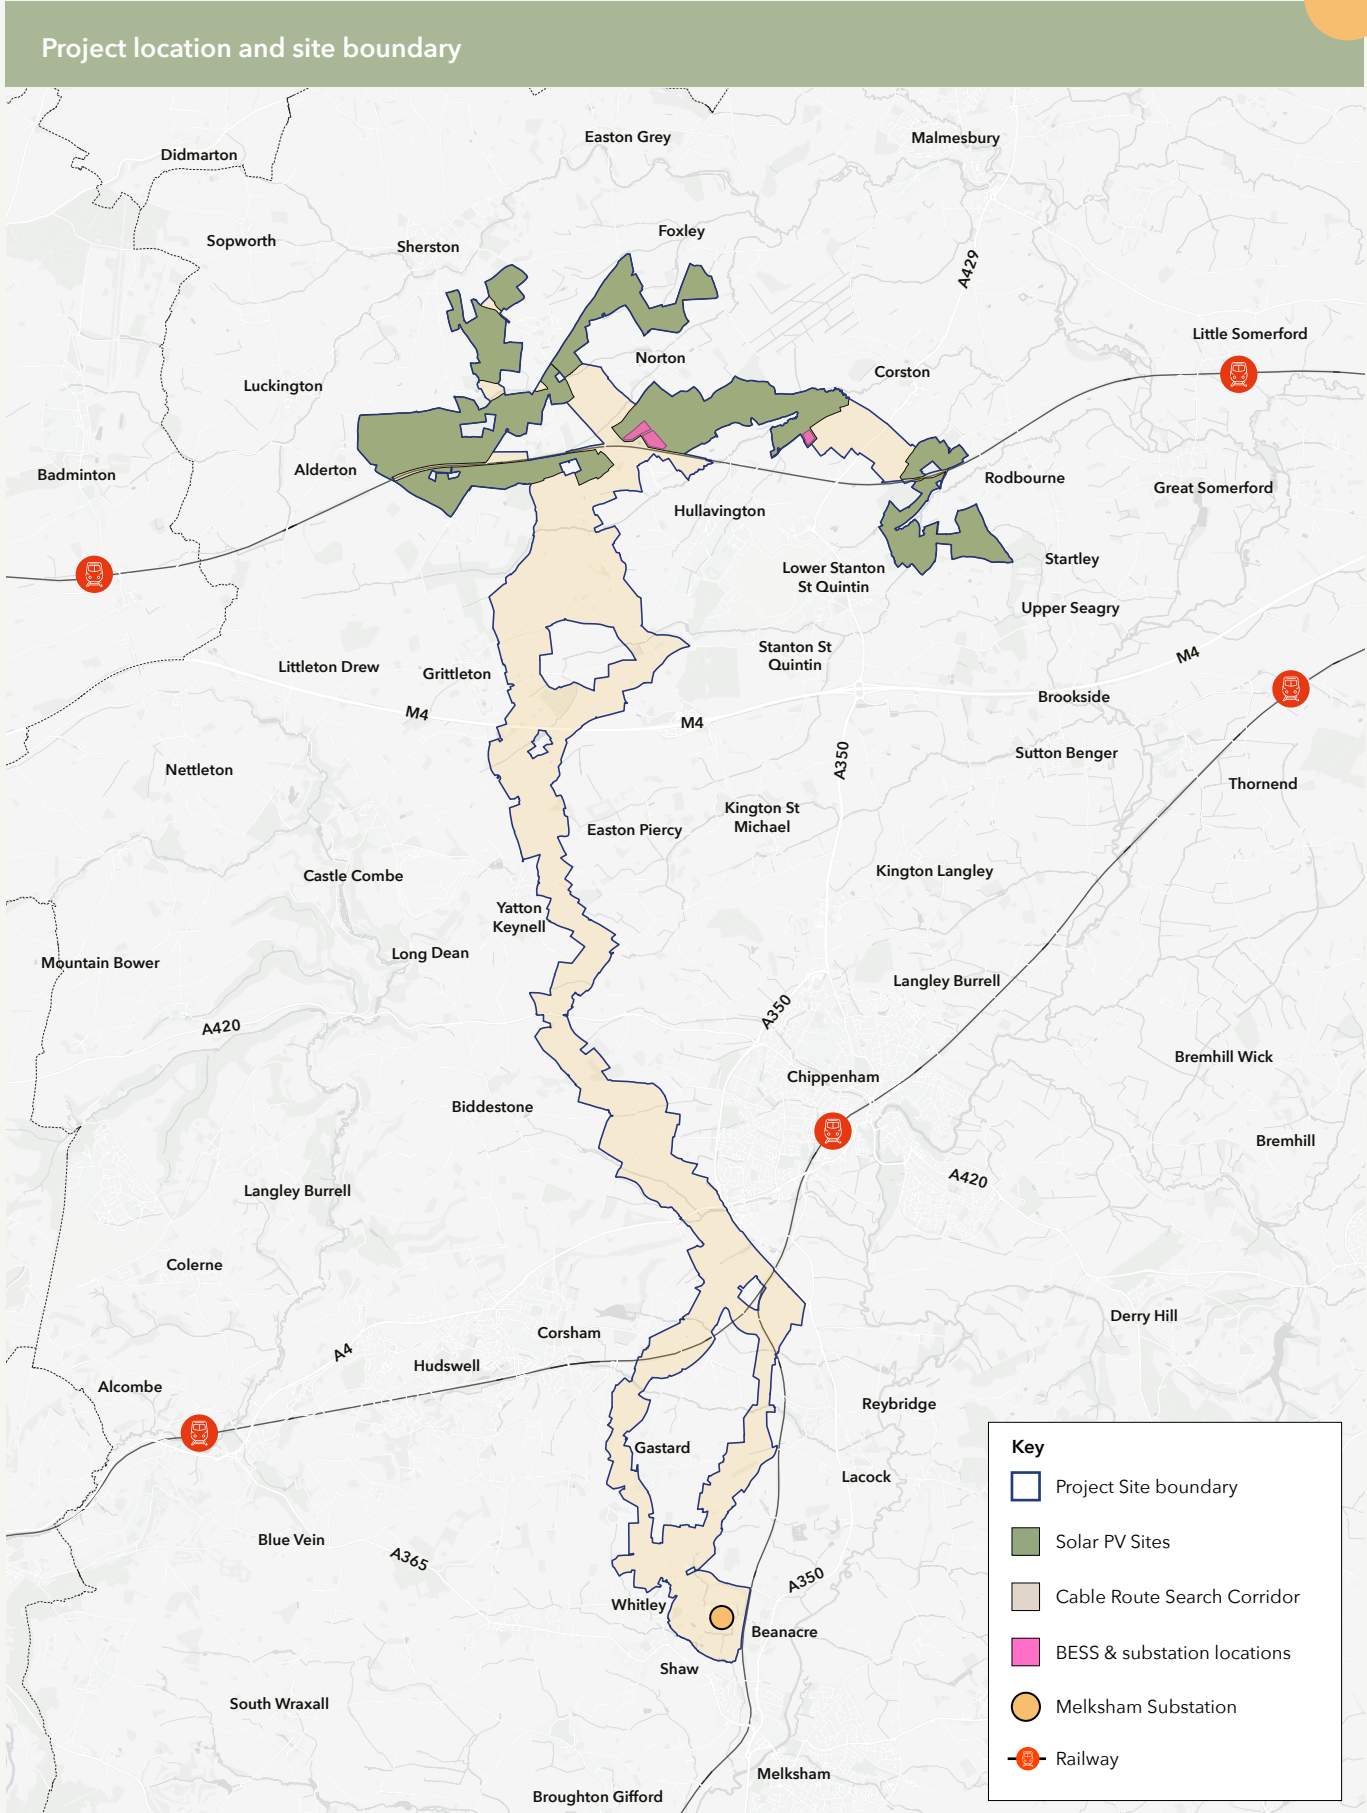 Project location and site boundary
Easton Grey
Malmesbury
Didmarton
Foxley
Sopworth
Sherston
A429
Little Somerford
Norton
Corston
Luckington
Alderton
Badminton
Rodbourne
Great Somerford
Hullavington
Startley
Lower Stanton
St Quintin
Upper Seagry
Stanton St
Quintin
M4
Littleton Drew
Grittleton
Brookside
M4
M4
Sutton Benger
A350
Nettleton
Thornend
Kington St
Michael
Easton Piercy
Castle Combe
Kington Langley
Yatton
Keynell
Long Dean
Mountain Bower
Langley Burrell
A350
A420
Bremhill Wick
Chippenham
Biddestone
Bremhill
A420
Langley Burrell
Colerne
Derry Hill
Corsham
A4
Hudswell
Alcombe
Reybridge
Gastard
Lacock
Blue Vein
A365
A350
Whitley
Beanacre
Shaw
South Wraxall
Melksham
Broughton Gifford
Key
Project Site boundary
Solar PV Sites
Cable Route Search Corridor
BESS & substation locations
Melksham Substation
Railway